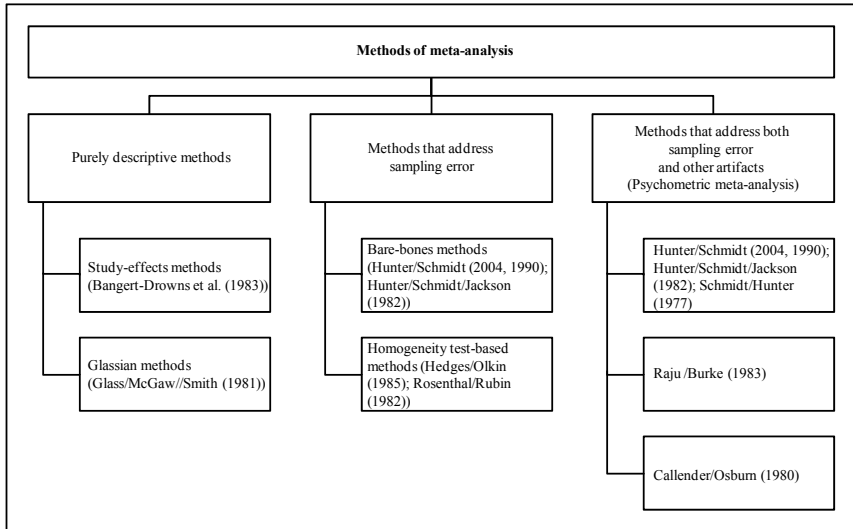 Methods of meta-analysis
Purely descriptive methods
Methods that address
sampling error
Methods that address both
sampling error
and other artifacts
(Psychometric meta-analysis)
Study-effects methods
(Bangert-Drowns et al. (1983))
Bare-bones methods
(Hunter/Schmidt (2004, 1990);
Hunter/Schmidt/Jackson
(1982))
Hunter/Schmidt (2004, 1990);
Hunter/Schmidt/Jackson
(1982); Schmidt/Hunter
(1977)
Glassian methods
(Glass/McGaw//Smith (1981))
Homogeneity test-based
methods (Hedges/Olkin
(1985); Rosenthal/Rubin
(1982))
Raju /Burke (1983)
Callender/Osburn (1980)